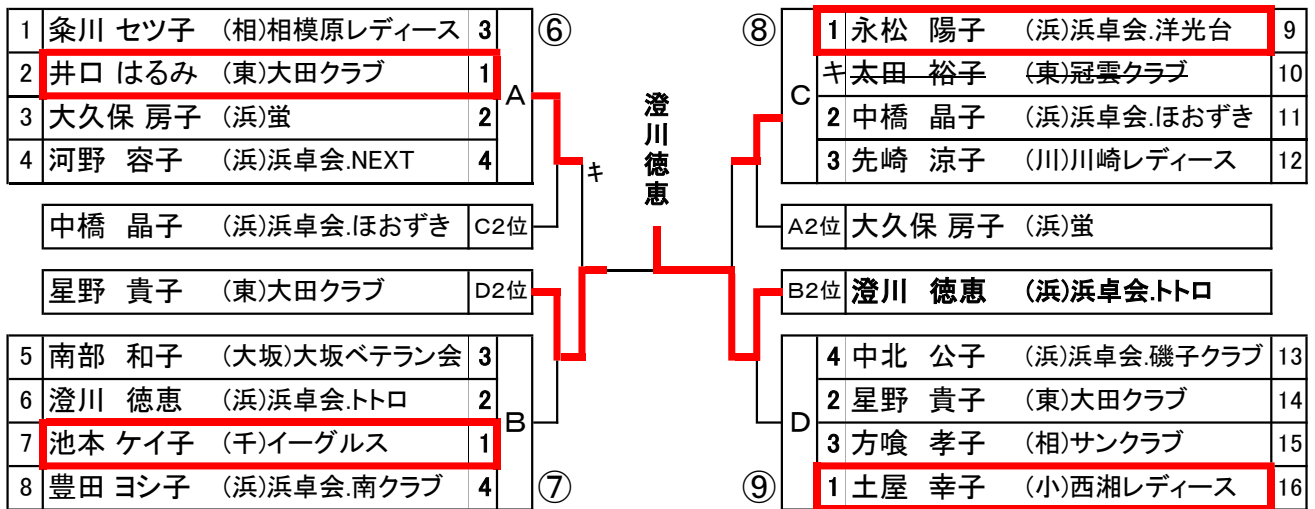 1 粂川 セツ子 (相)相模原レディース 3
2 井口 はるみ (東)大田クラブ 1
3 大久保 房子 (浜)蛍 2
4 河野 容子 (浜)浜卓会.NEXT 4
A
⑥
キ
中橋 晶子 (浜)浜卓会.ほおずき C2位
星野 貴子 (東)大田クラブ D2位
5 南部 和子 (大坂)大坂ベテラン会 3
6 澄川 徳恵 (浜)浜卓会.トトロ 2
7 池本 ケイ子 (千)イーグルス 1
8 豊田 ヨシ子 (浜)浜卓会.南クラブ 4
B
⑦
澄川徳恵
⑧
C
1 永松 陽子 (浜)浜卓会.洋光台 9
キ 太田 裕子 (東)冠雲クラブ 10
2 中橋 晶子 (浜)浜卓会.ほおずき 11
3 先崎 涼子 (川)川崎レディース 12
A2位 大久保 房子 (浜)蛍
B2位 澄川 徳恵 (浜)浜卓会.トトロ
4 中北 公子 (浜)浜卓会.磯子クラブ 13
2 星野 貴子 (東)大田クラブ 14
3 方喰 孝子 (相)サンクラブ 15
1 土屋 幸子 (小)西湘レディース 16
D
⑨